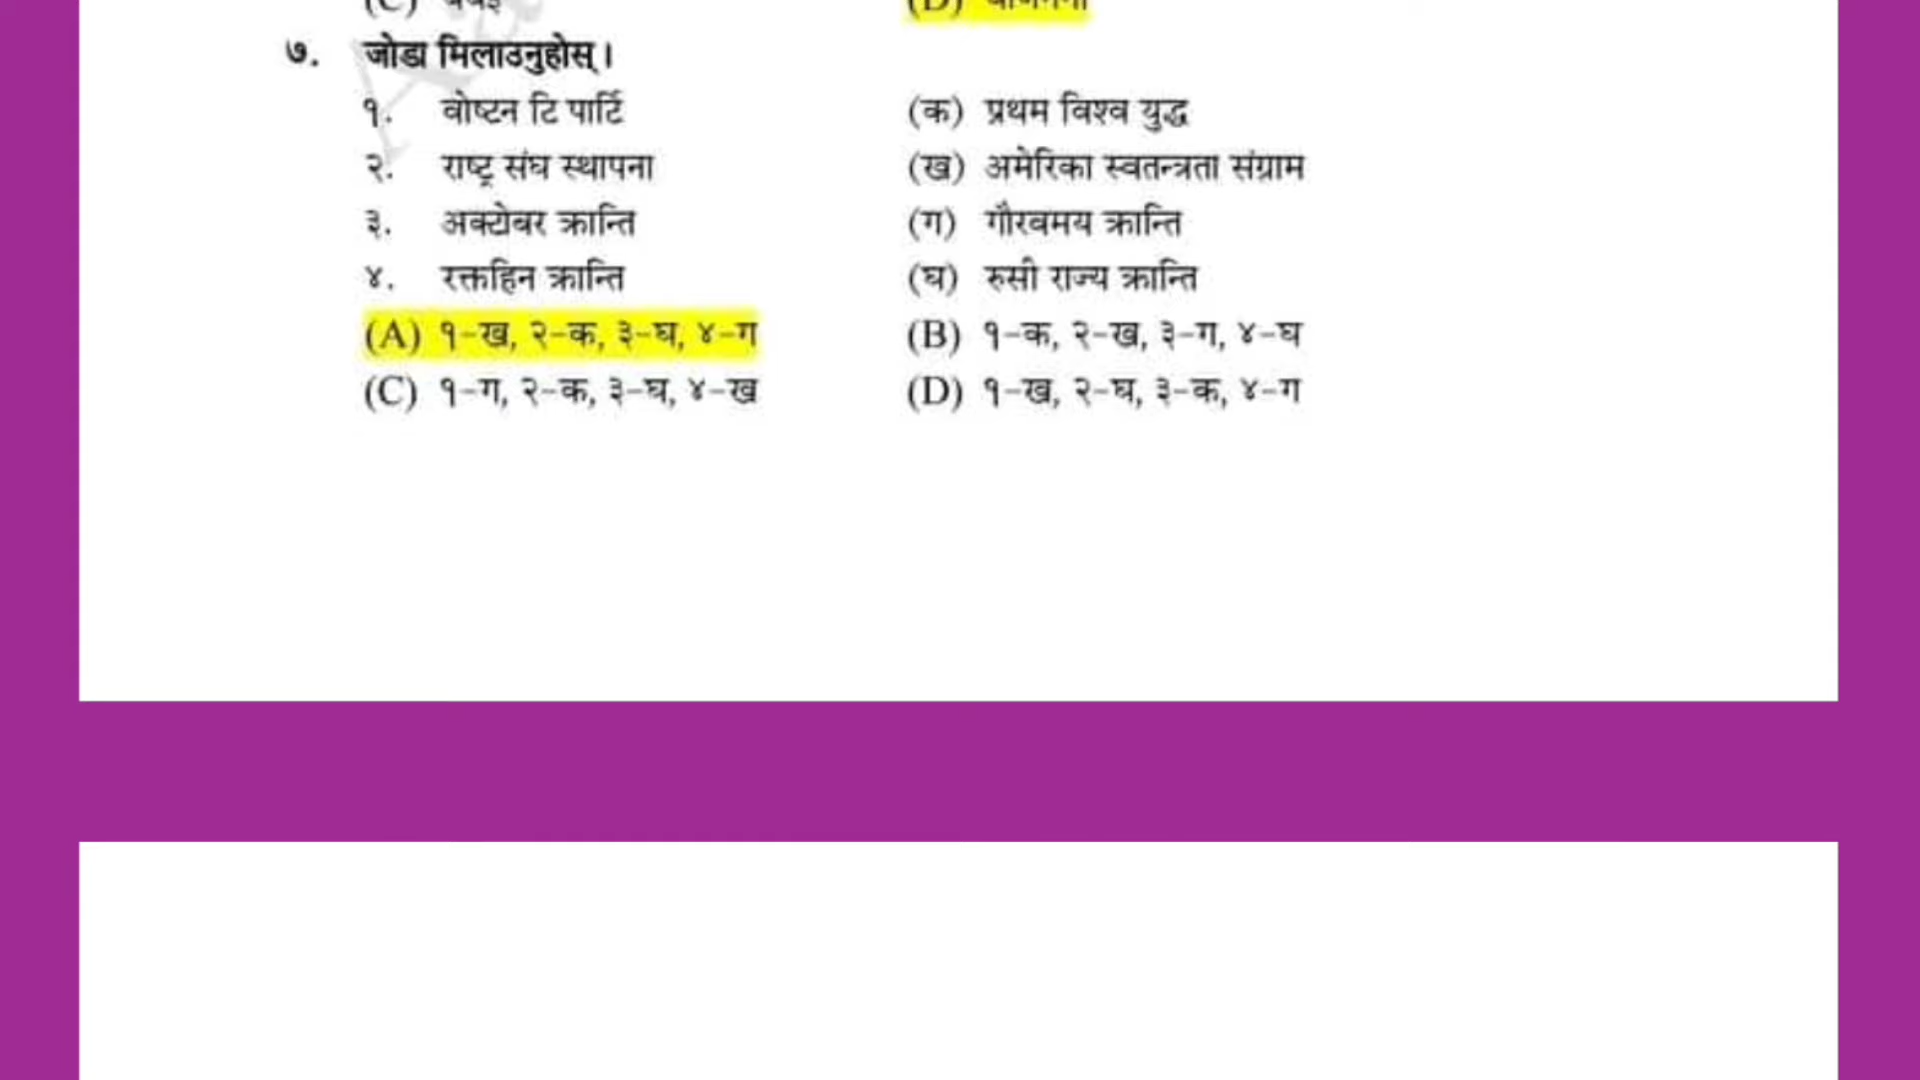 ७. जोडा मिलाउनुहोस्।
१. वोष्टन टि पार्टि (क) प्रथम विश्व युद्ध
२. राष्ट्र संघ स्थापना (ख) अमेरिका स्वतन्त्रता संग्राम
३. अक्टोबर क्रान्ति (ग) गौरवमय क्रान्ति
४. रक्तहिन क्रान्ति (घ) रुसी राज्य क्रान्ति
(A) १-ख, २-क, ३-घ, ४-ग (B) १-क, २-ख, ३-ग, ४-घ
(C) १-ग, २-क, ३-घ, ४-ख (D) १-ख, २-घ, ३-क, ४-ग